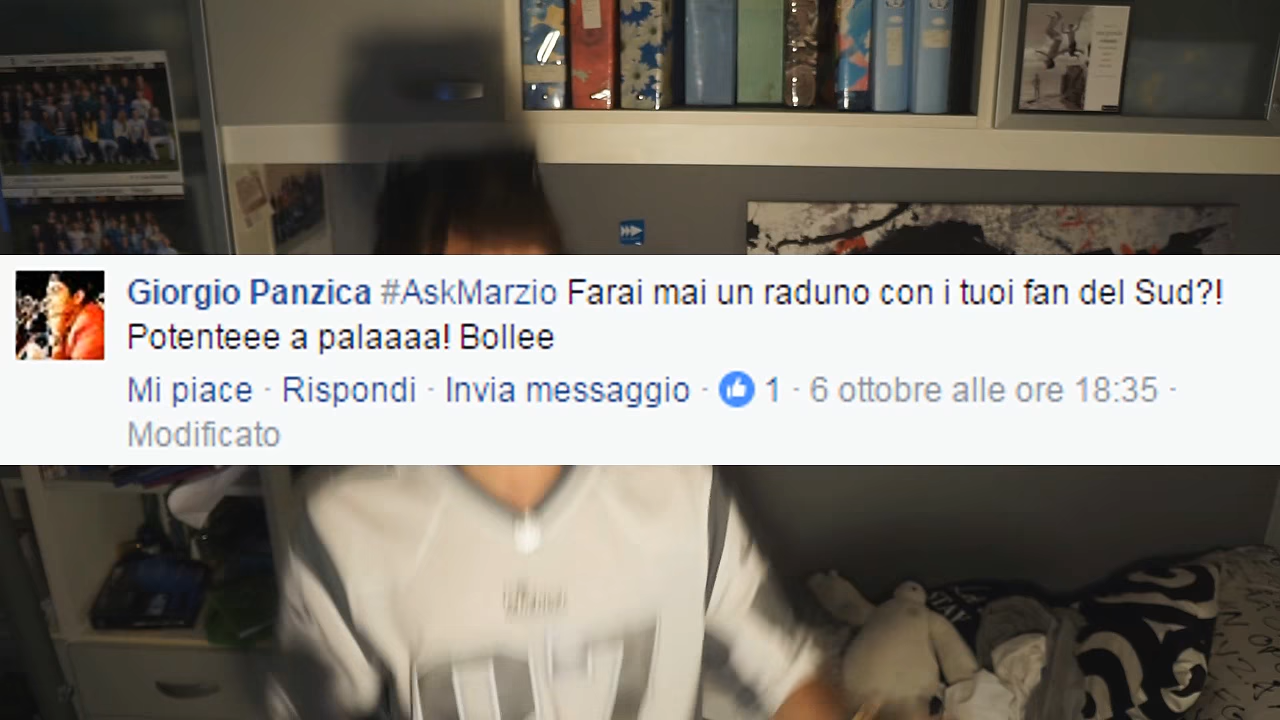 Giorgio Panzica #AskMarzio Farai mai un raduno con i tuoi fan del Sud?!
Potenteee a palaaaa! Bollee
Mi piace · Rispondi · Invia messaggio · 1 · 6 ottobre alle ore 18:35 ·
Modificato